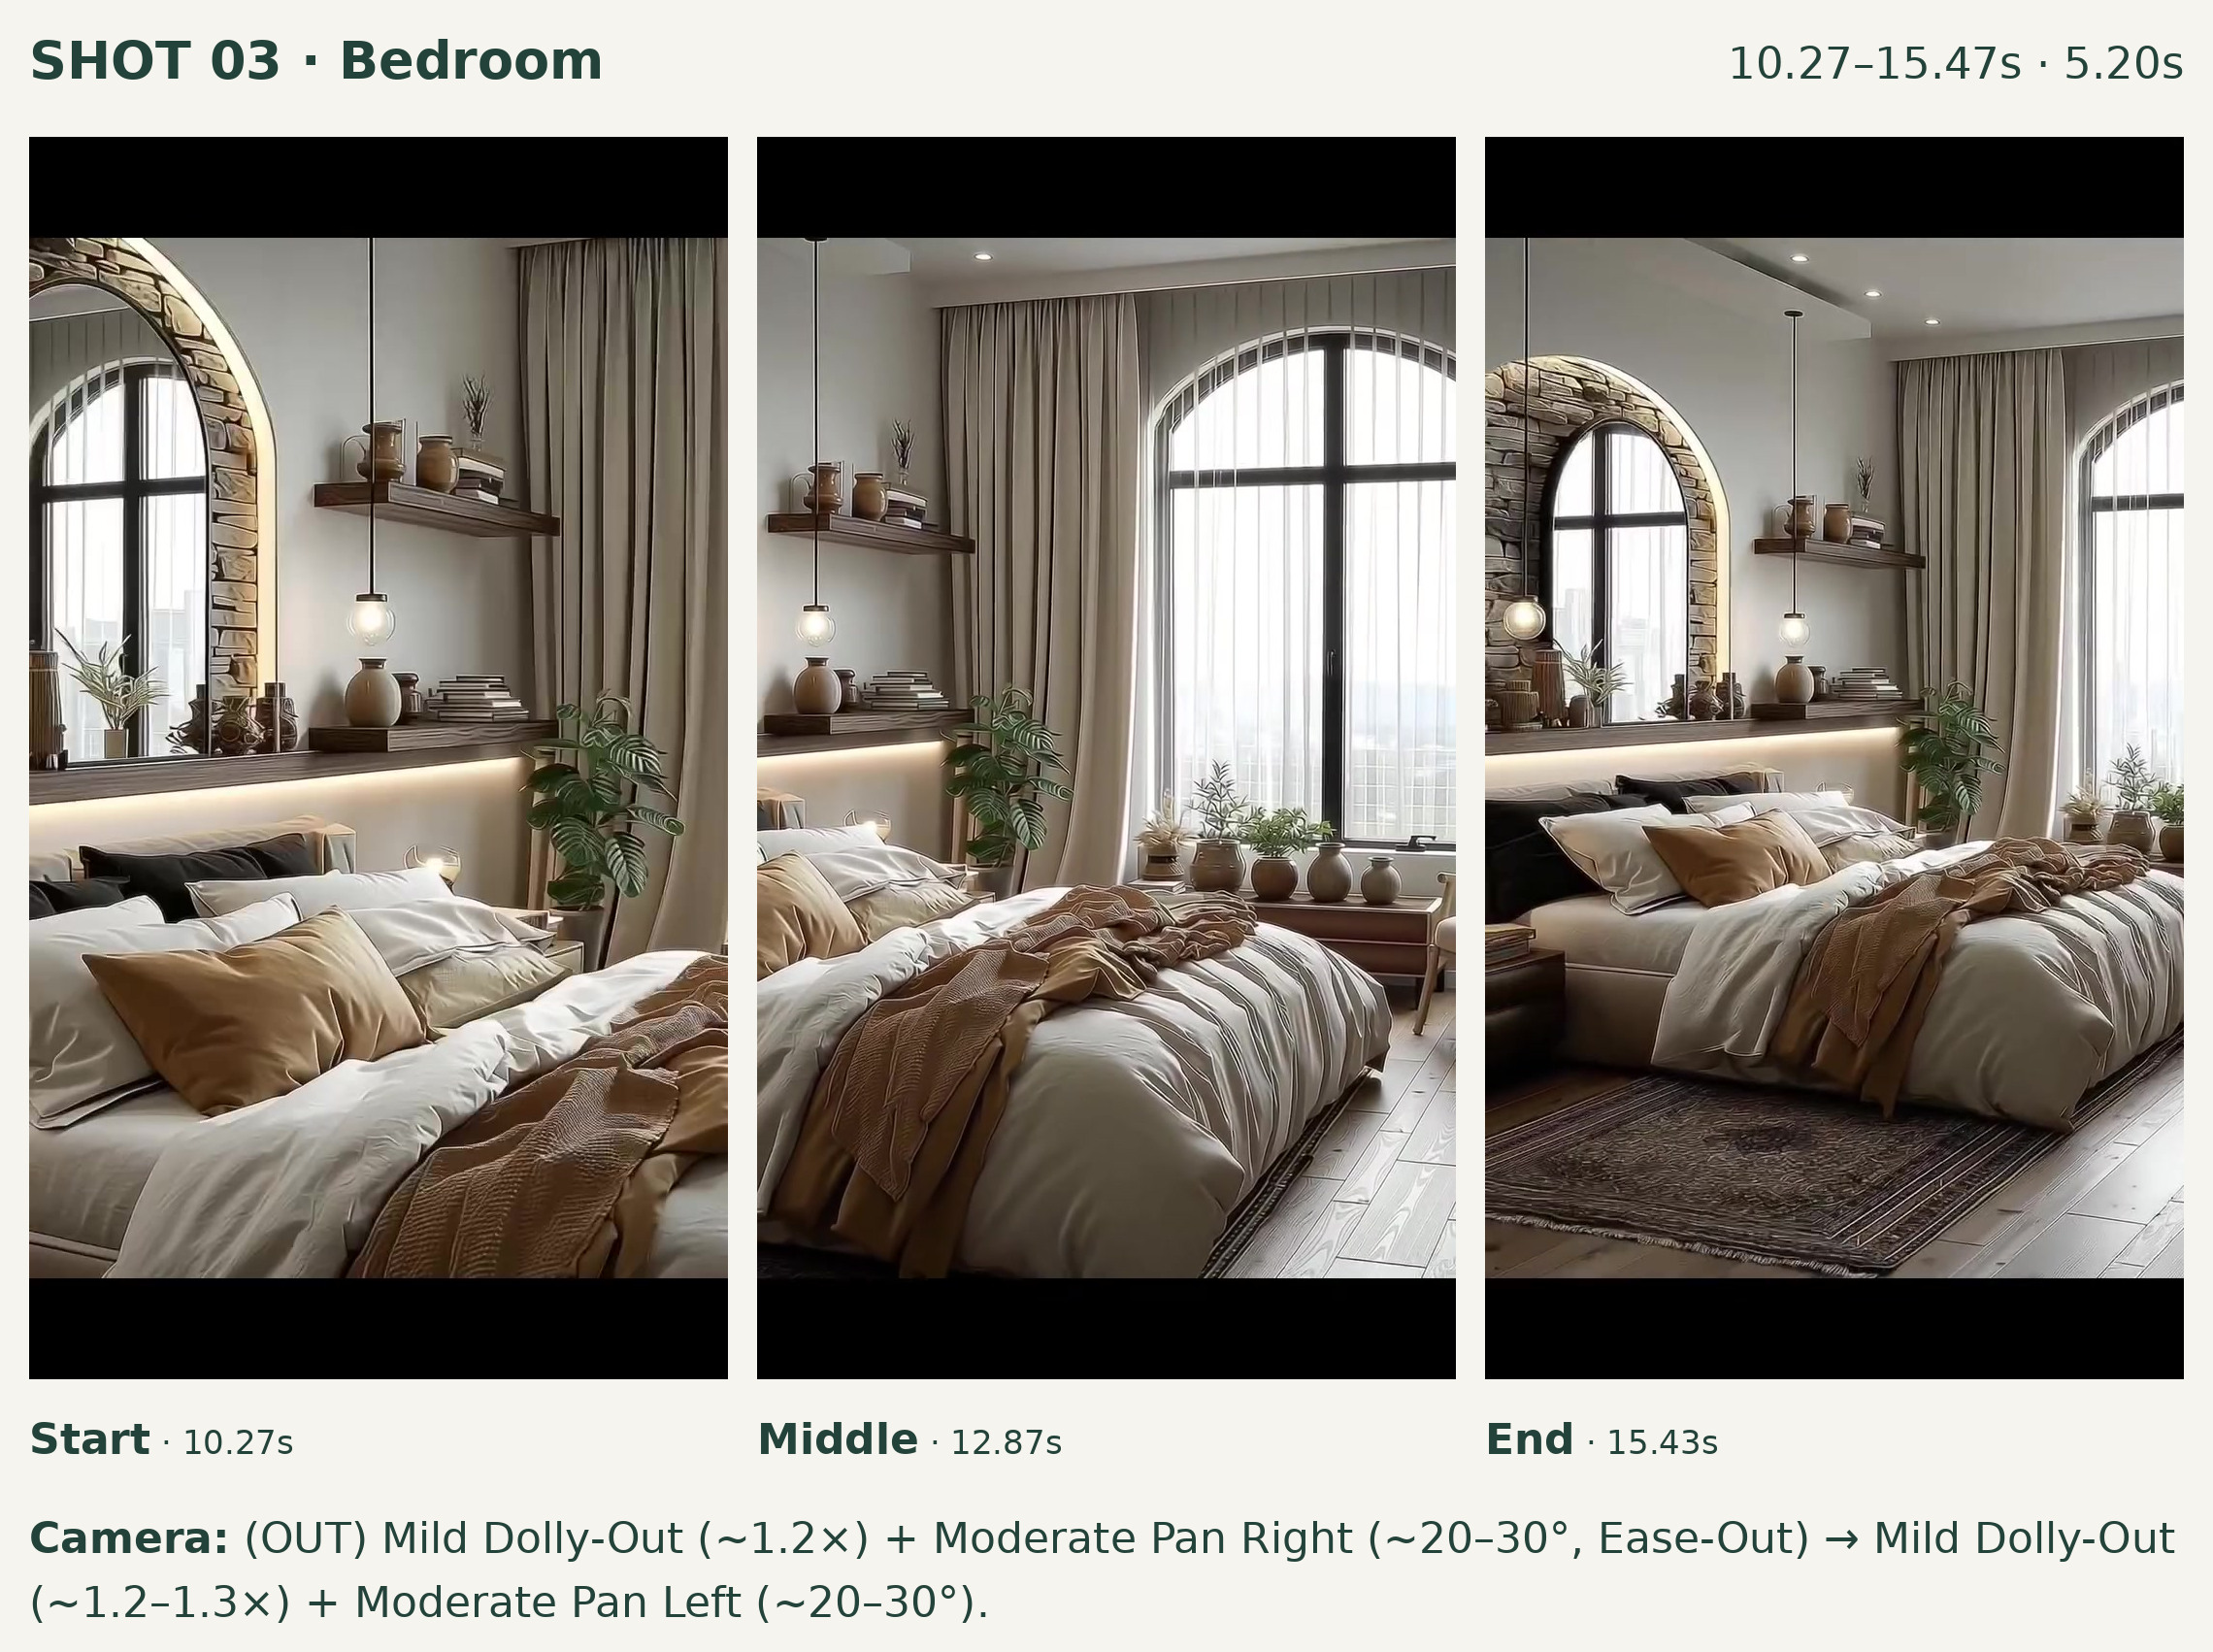 SHOT 03 · Bedroom
10.27–15.47s · 5.20s
Start · 10.27s
Middle · 12.87s
End · 15.43s
Camera: (OUT) Mild Dolly-Out (~1.2×) + Moderate Pan Right (~20–30°, Ease-Out) → Mild Dolly-Out
(~1.2–1.3×) + Moderate Pan Left (~20–30°).